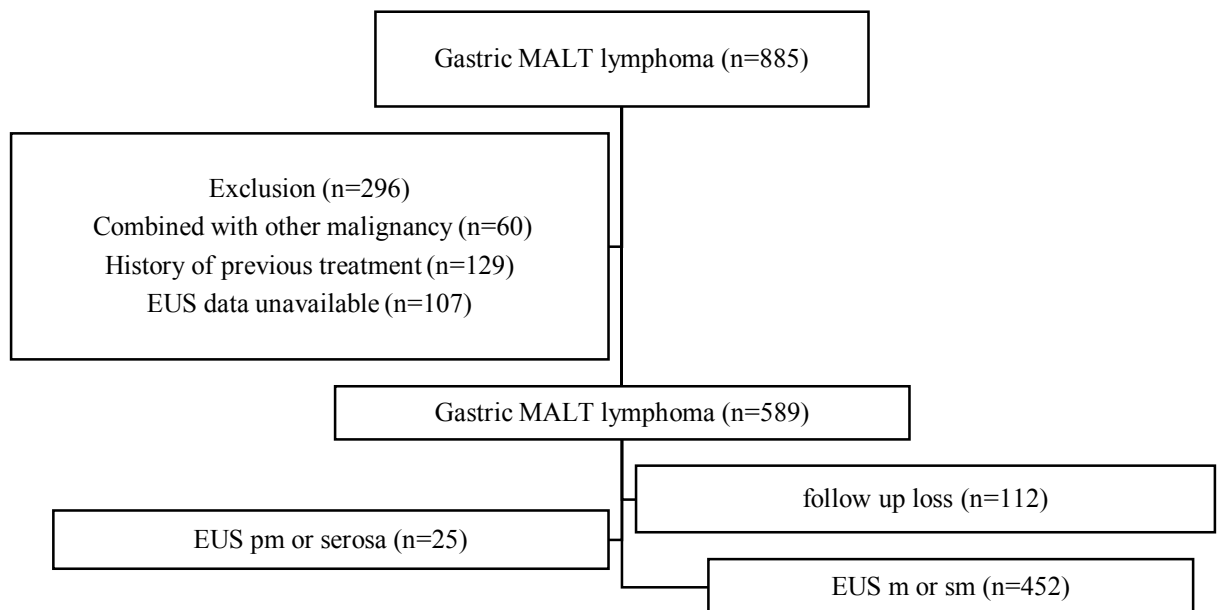 Gastric MALT lymphoma (n=885)
Exclusion (n=296)
Combined with other malignancy (n=60)
History of previous treatment (n=129)
EUS data unavailable (n=107)
Gastric MALT lymphoma (n=589)
follow up loss (n=112)
EUS pm or serosa (n=25)
EUS m or sm (n=452)